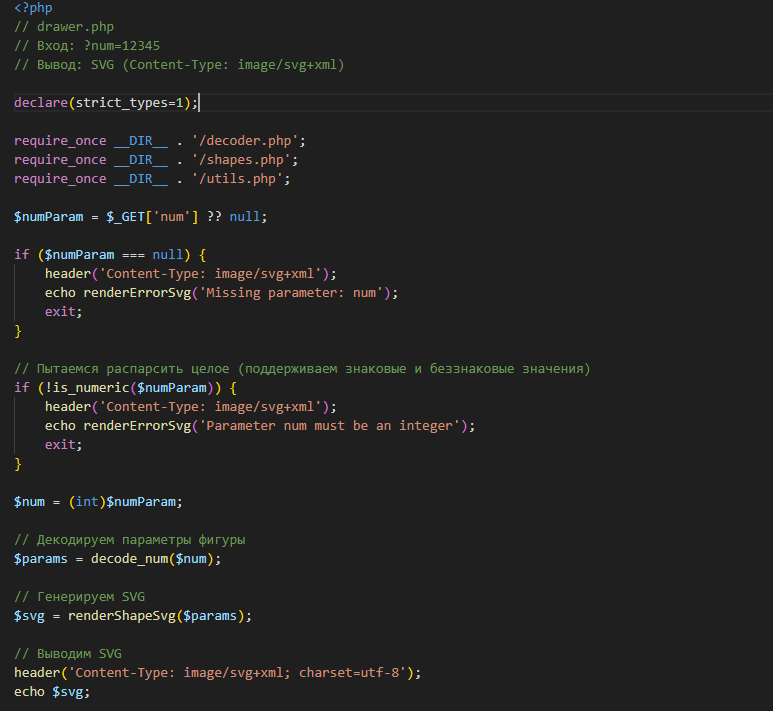 <?php
// drawer.php
// Вход: ?num=12345
// Вывод: SVG (Content-Type: image/svg+xml)
declare(strict_types=1);
require_once __DIR__ . '/decoder.php';
require_once __DIR__ . '/shapes.php';
require_once __DIR__ . '/utils.php';
$numParam = $_GET['num'] ?? null;
if ($numParam === null) {
    header('Content-Type: image/svg+xml');
    echo renderErrorSvg('Missing parameter: num');
    exit;
}
// Пытаемся распарсить целое (поддерживаем знаковые и беззнаковые значения)
if (!is_numeric($numParam)) {
    header('Content-Type: image/svg+xml');
    echo renderErrorSvg('Parameter num must be an integer');
    exit;
}
$num = (int)$numParam;
// Декодируем параметры фигуры
$params = decode_num($num);
// Генерируем SVG
$svg = renderShapeSvg($params);
// Выводим SVG
header('Content-Type: image/svg+xml; charset=utf-8');
echo $svg;